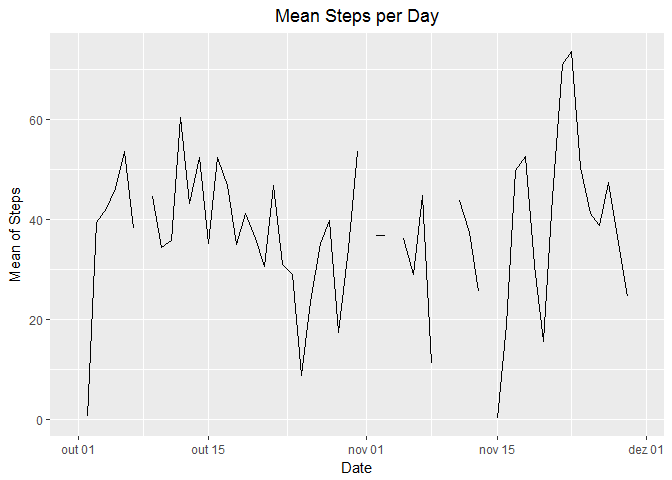 Mean Steps per Day
Mean of Steps
60
40
20
0
out 01
out 15
nov 01
nov 15
dez 01
Date